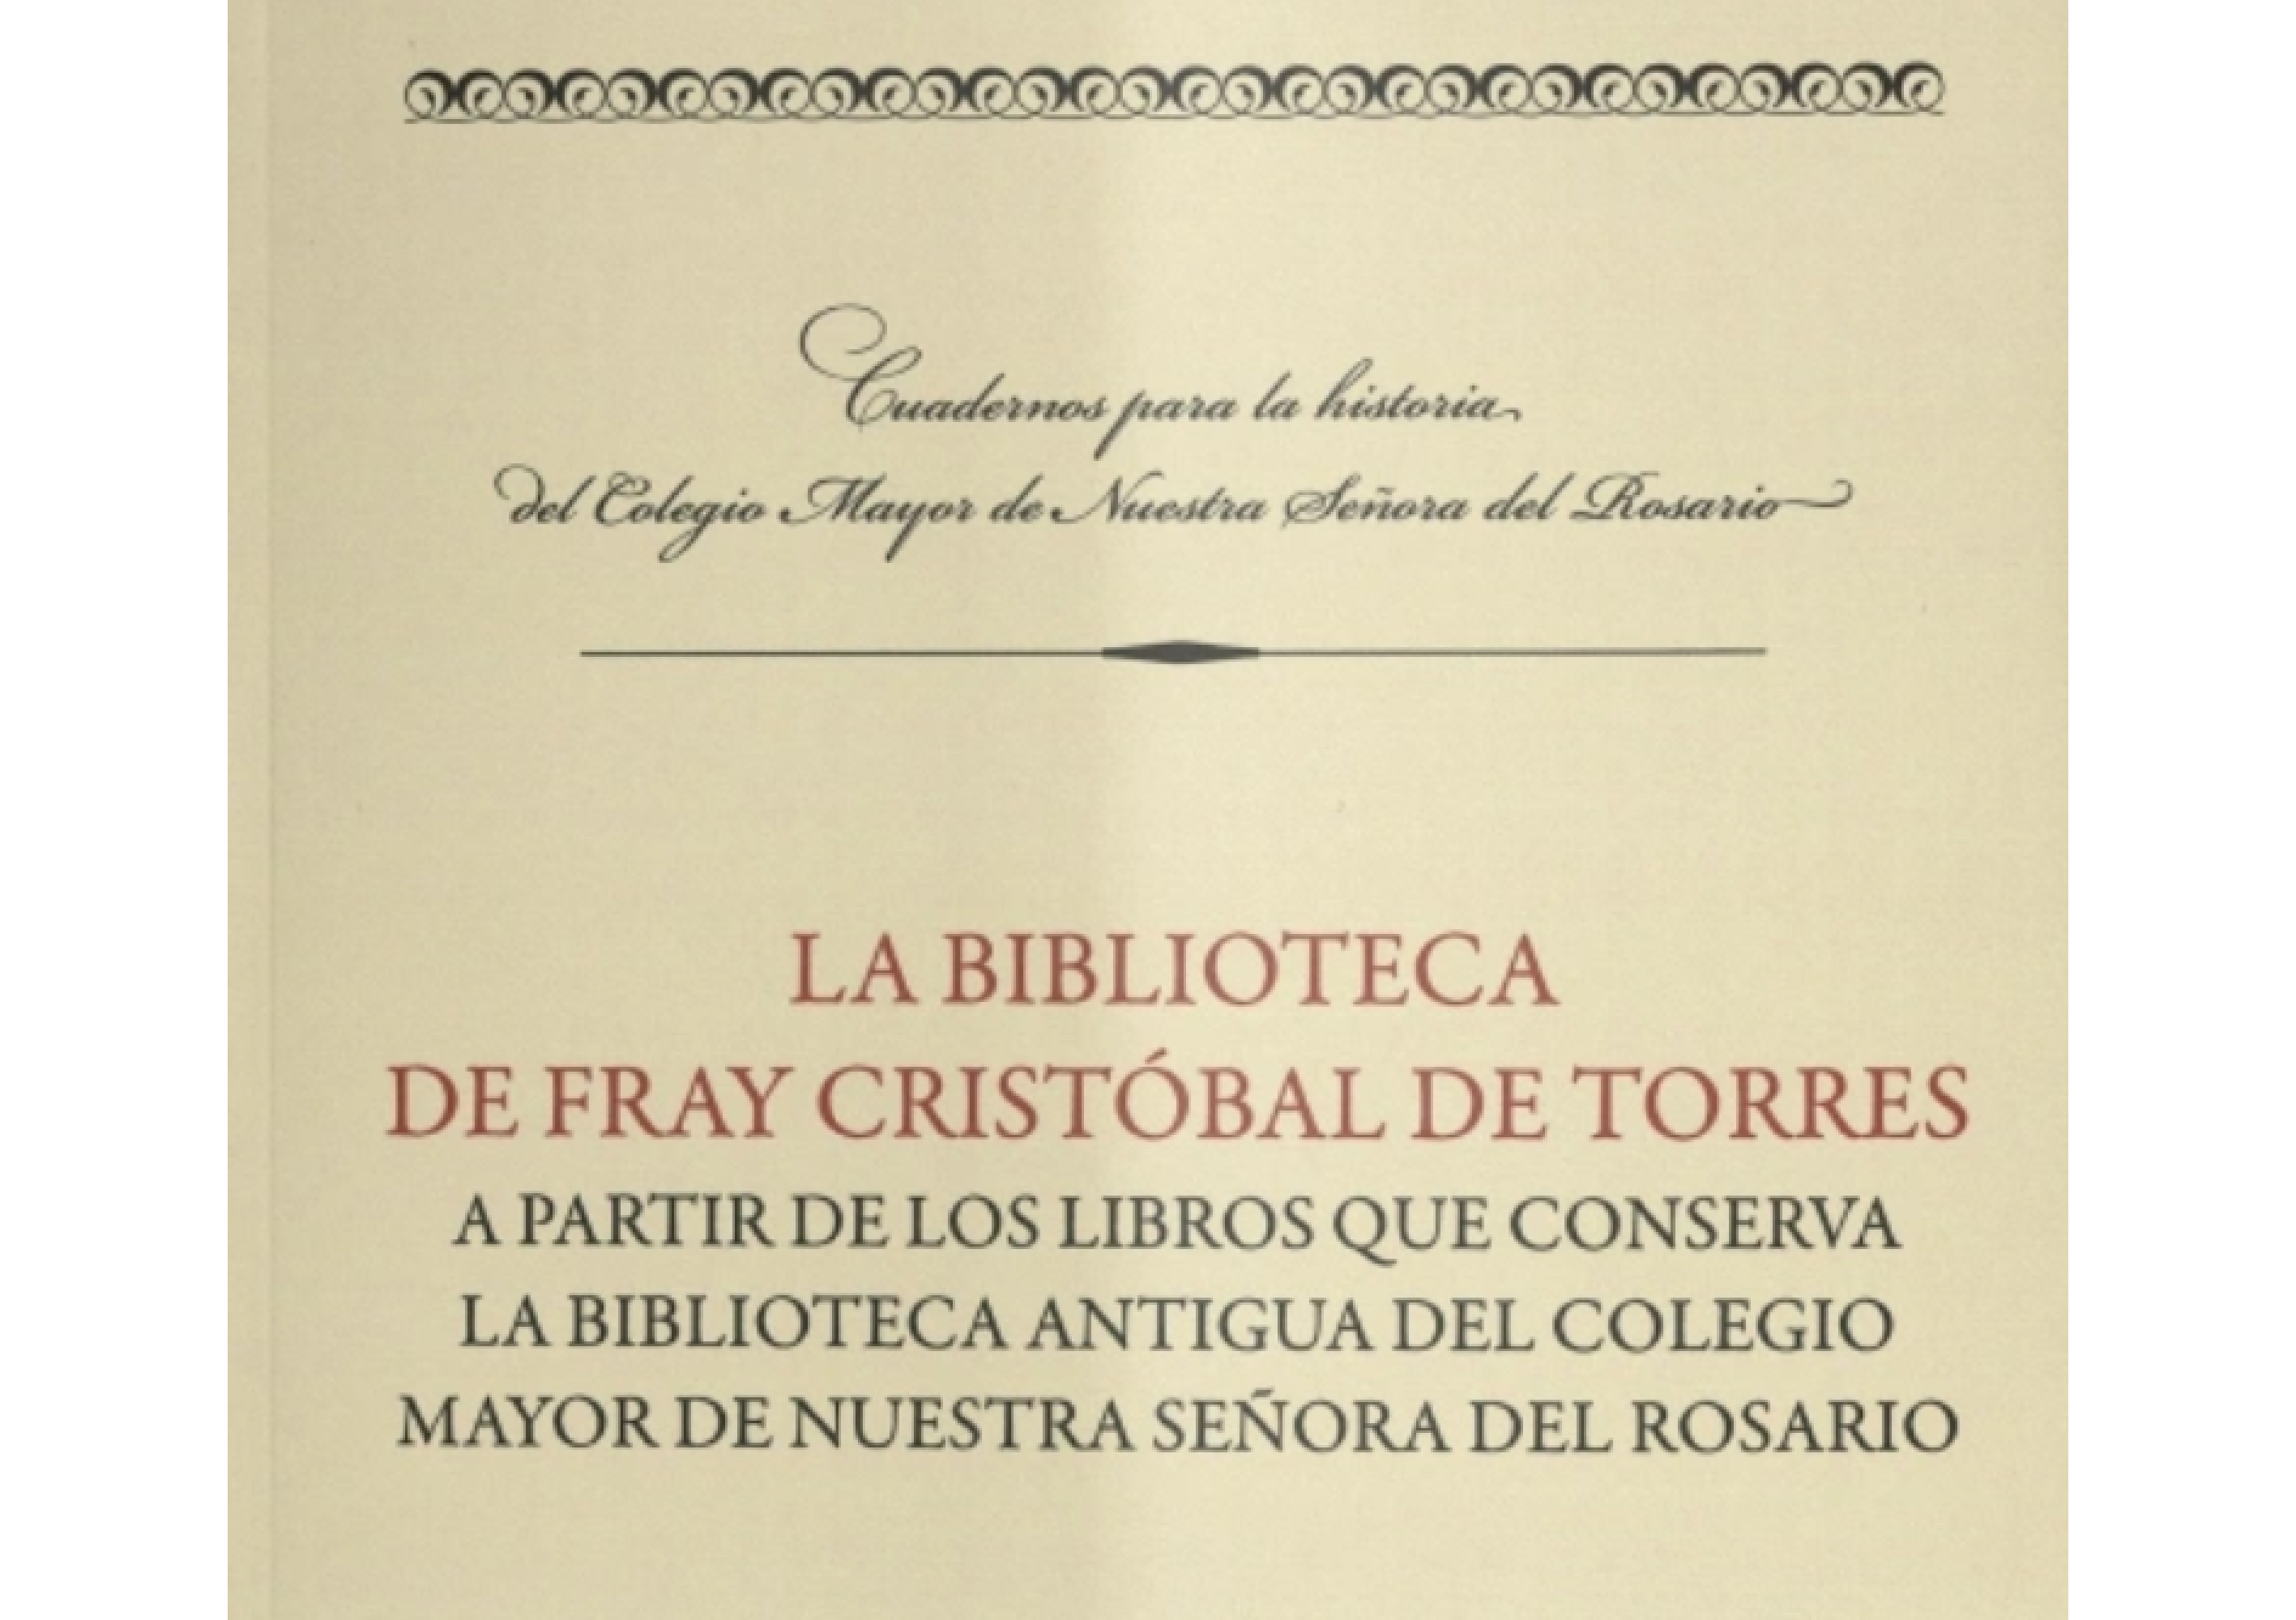 Cuadernos para la historia
del Colegio Mayor de Nuestra Señora del Rosario
LA BIBLIOTECA
DE FRAY CRISTÓBAL DE TORRES
A PARTIR DE LOS LIBROS QUE CONSERVA
LA BIBLIOTECA ANTIGUA DEL COLEGIO
MAYOR DE NUESTRA SEÑORA DEL ROSARIO